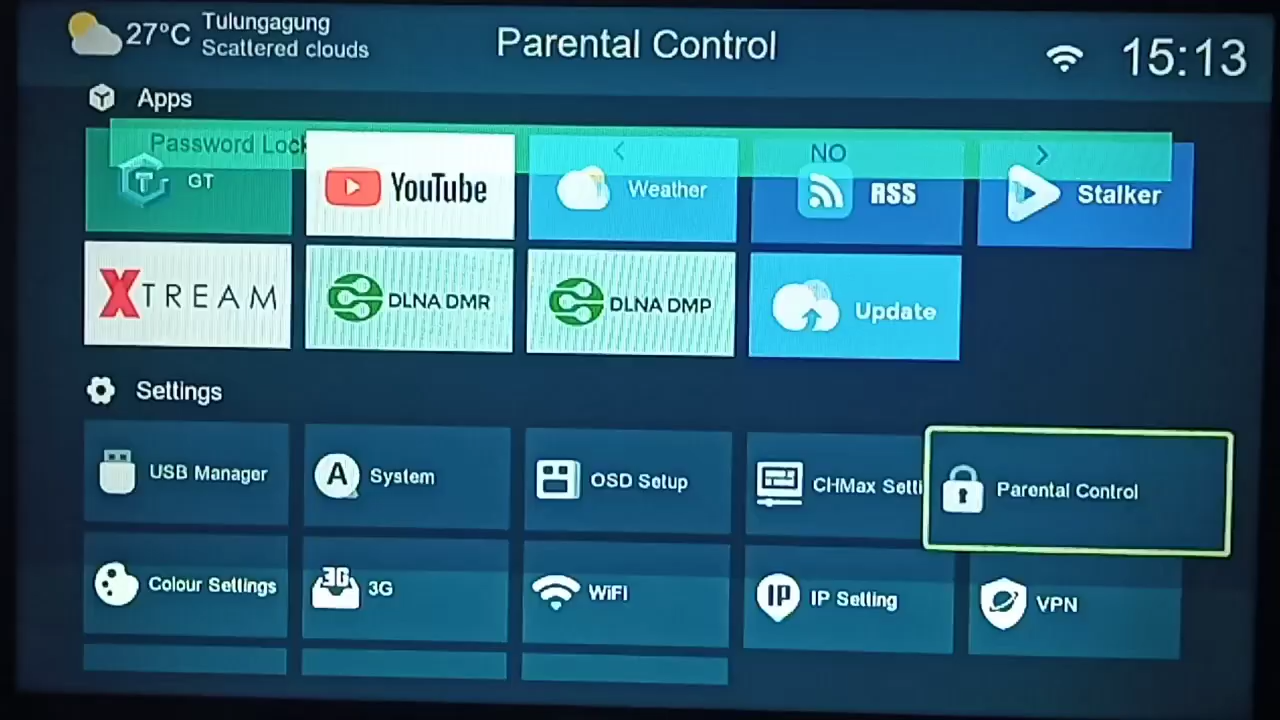 27°C
Tulungagung
Scattered clouds
Parental Control
15:13
Apps
Password Lock
< NO >
GT
YouTube
Weather
RSS
Stalker
XTREAM
DLNA DMR
DLNA DMP
Update
Settings
USB Manager
A System
OSD Setup
CHMax Setti
Parental Control
Colour Settings
3G 3G
WiFi
IP IP Setting
VPN